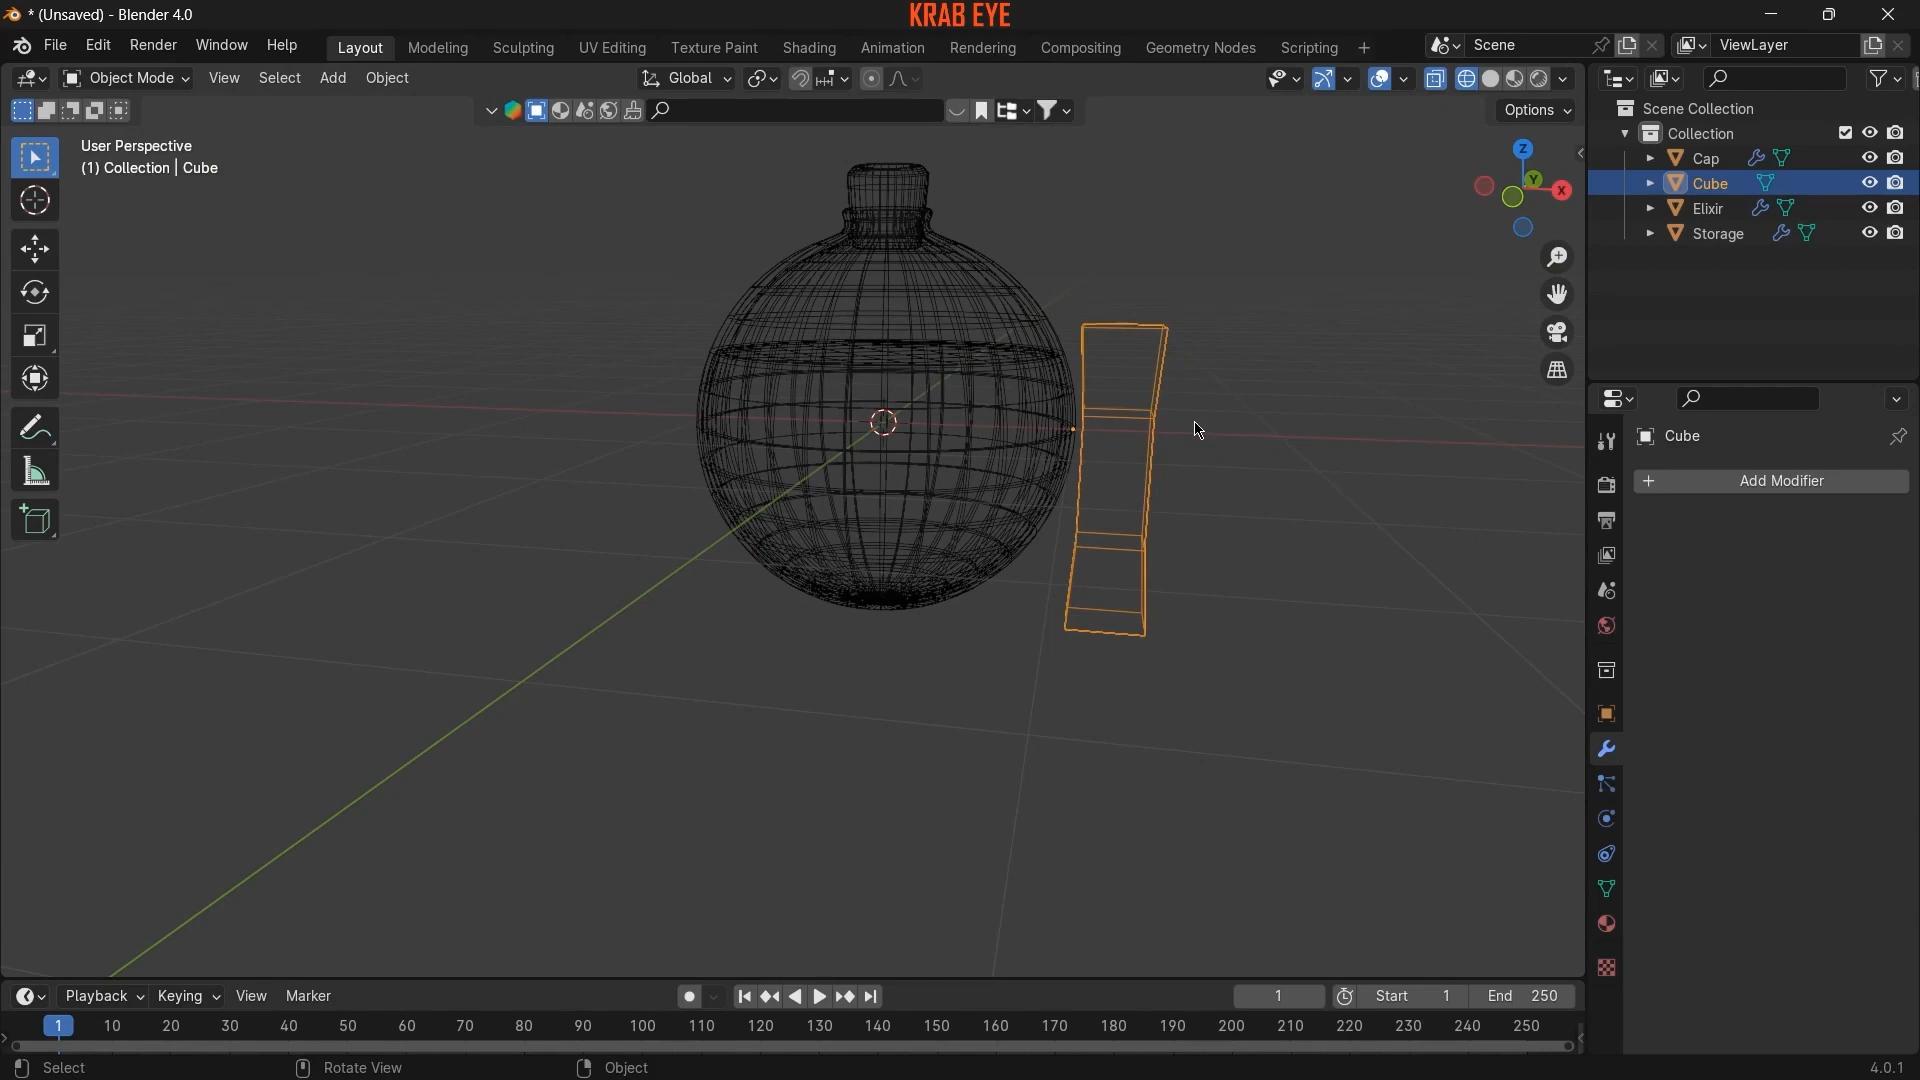 * (Unsaved) - Blender 4.0
KRAB EYE
File Edit Render Window Help
Layout Modeling Sculpting UV Editing Texture Paint Shading Animation Rendering Compositing Geometry Nodes Scripting +
Scene
ViewLayer
Object Mode View Select Add Object
Global
Options
User Perspective
(1) Collection | Cube
Z
Y
X
Scene Collection
Collection
Cap
Cube
Elixir
Storage
Cube
+ Add Modifier
Playback Keying View Marker
1
Start 1
End 250
1 10 20 30 40 50 60 70 80 90 100 110 120 130 140 150 160 170 180 190 200 210 220 230 240 250
Select
Rotate View
Object
4.0.1